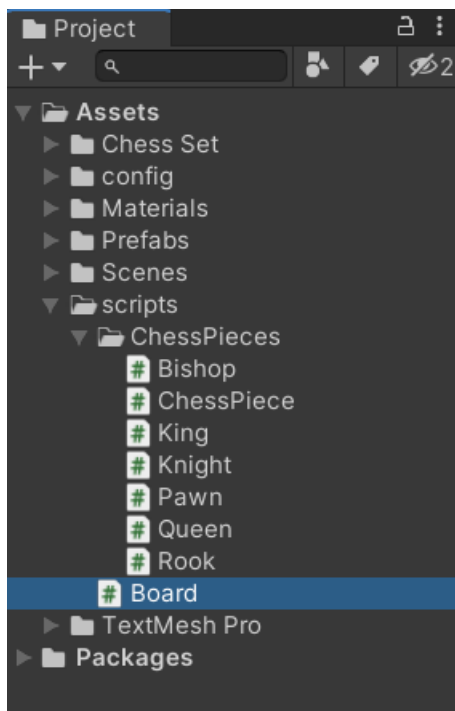 Project
2
Assets
Chess Set
config
Materials
Prefabs
Scenes
scripts
ChessPieces
# Bishop
# ChessPiece
# King
# Knight
# Pawn
# Queen
# Rook
# Board
TextMesh Pro
Packages